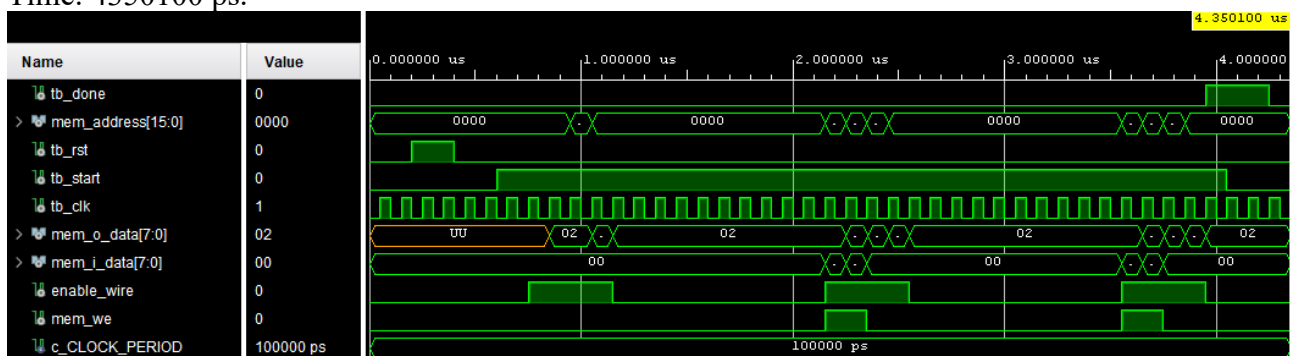 Time: 4350100 ps.
4.350100 us
Name Value 0.000000 us 1.000000 us 2.000000 us 3.000000 us 4.000000
tb_done 0
mem_address[15:0] 0000 0000 . 0000 . . . 0000 . . . 0000
tb_rst 0
tb_start 0
tb_clk 1
mem_o_data[7:0] 02 UU 02 . 02 . . . 02 . . . 02
mem_i_data[7:0] 00 00 . . 00 . . 00
enable_wire 0
mem_we 0
c_CLOCK_PERIOD 100000 ps 100000 ps